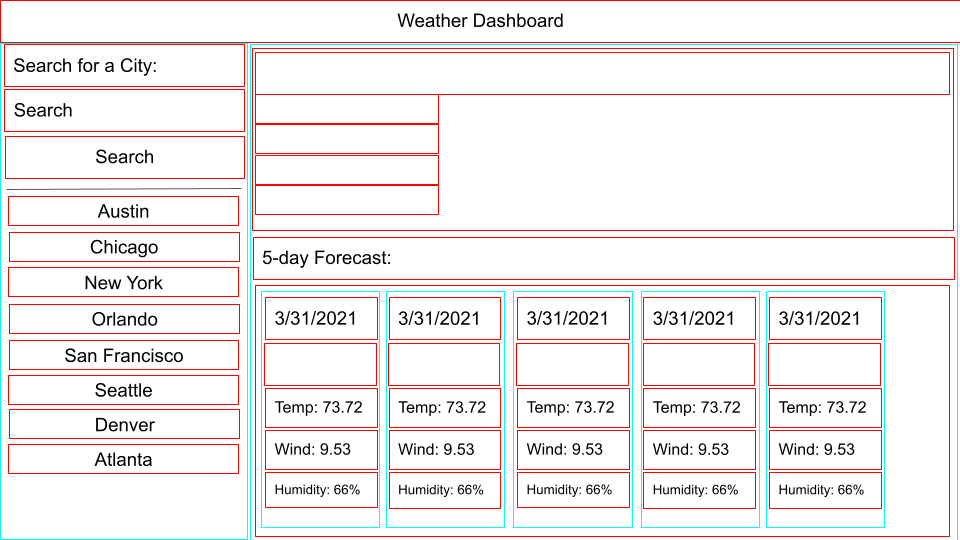 Weather Dashboard
Search for a City:
Search
Search
Austin
Chicago
New York
Orlando
San Francisco
Seattle
Denver
Atlanta
5-day Forecast:
3/31/2021 3/31/2021 3/31/2021 3/31/2021 3/31/2021
Temp: 73.72 Temp: 73.72 Temp: 73.72 Temp: 73.72 Temp: 73.72
Wind: 9.53 Wind: 9.53 Wind: 9.53 Wind: 9.53 Wind: 9.53
Humidity: 66% Humidity: 66% Humidity: 66% Humidity: 66% Humidity: 66%